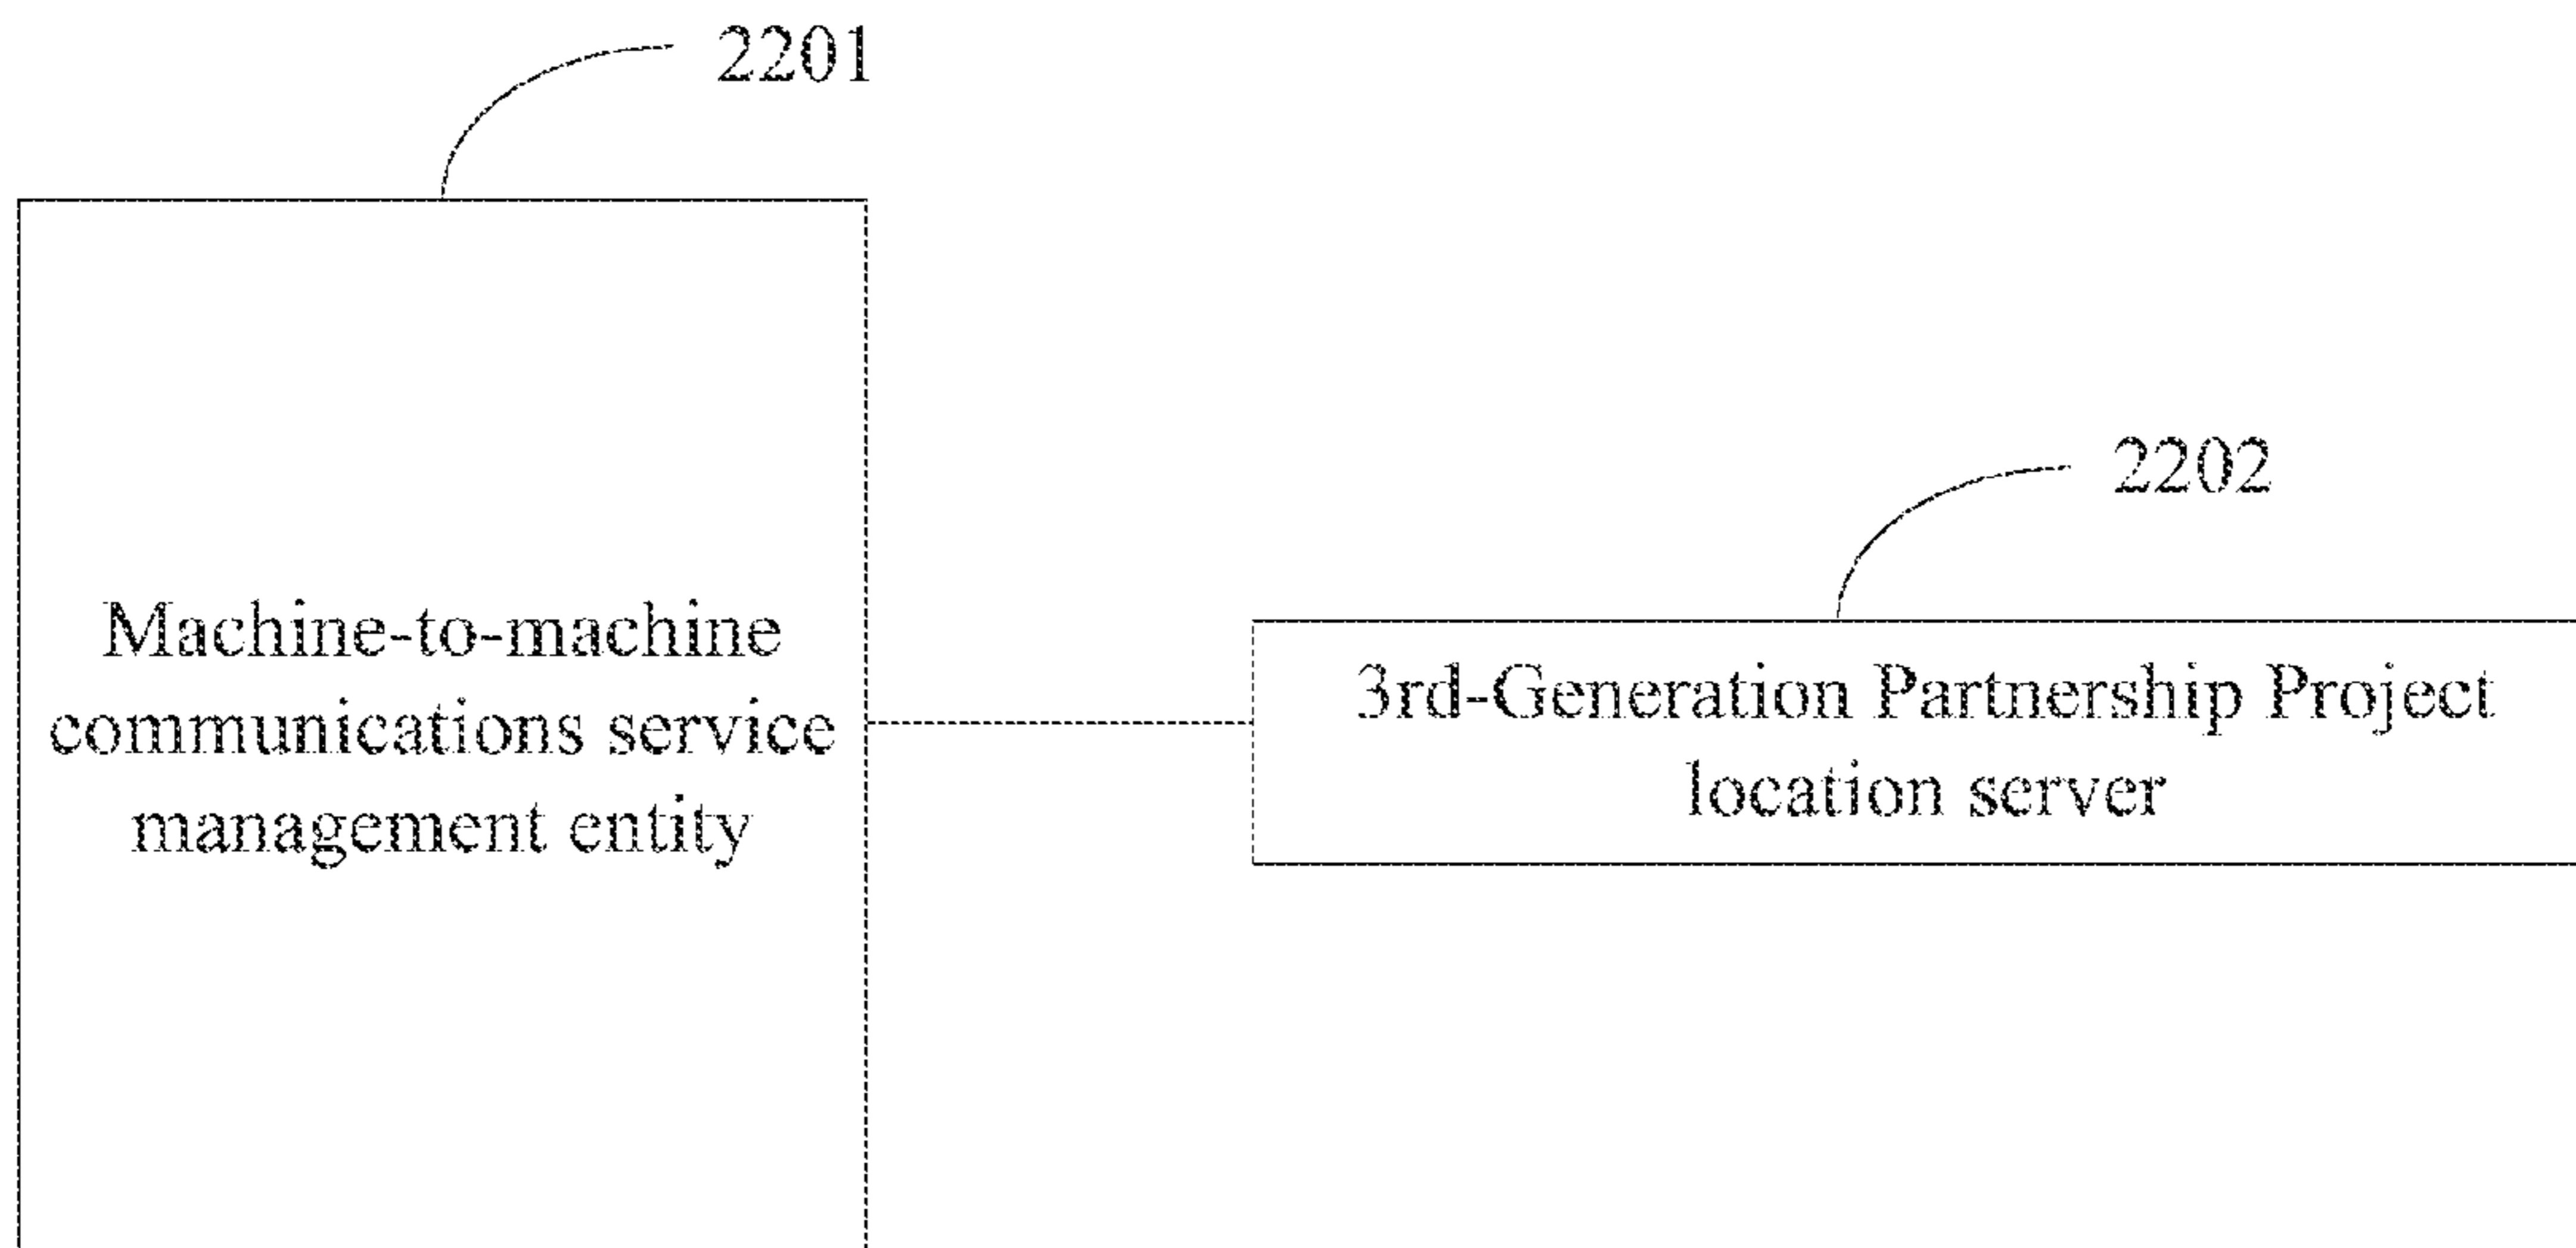 2201
Machine-to-machine
communications service
management entity
2202
3rd-Generation Partnership Project
location server